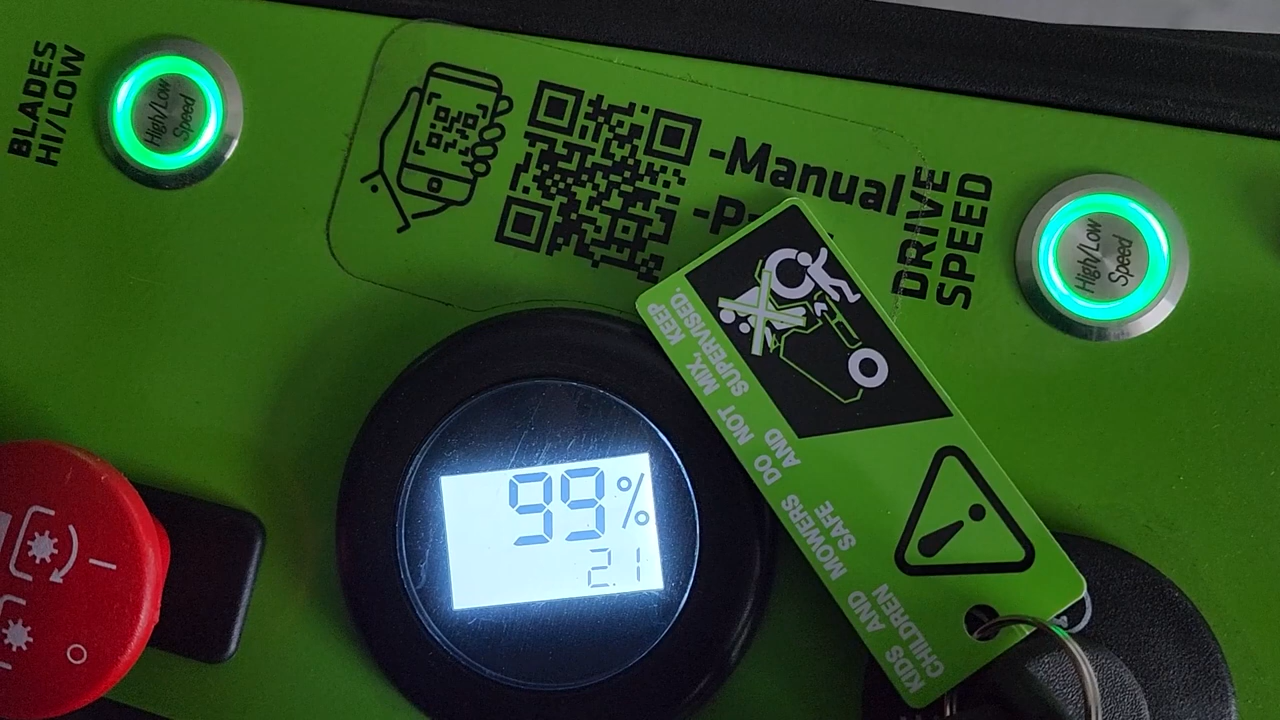 BLADES
HI/LOW
High/Low
Speed
-Manual
DRIVE
SPEED
High/Low
Speed
99%
2.1
KIDS AND MOWERS DO NOT MIX, KEEP
CHILDREN SAFE AND SUPERVISED.